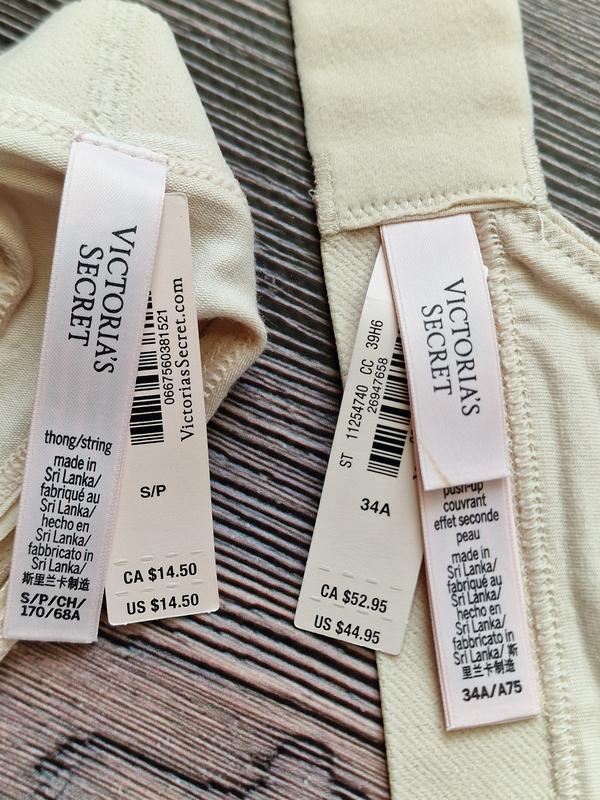 VICTORIA'S
SECRET
thong/string
made in
Sri Lanka/
fabriqué au
Sri Lanka/
hecho en
Sri Lanka/
fabbricato in
Sri Lanka/
斯里兰卡制造
S/P/CH/
170/68A
0667560381521
VictoriasSecret.com
S/P
CA $14.50
US $14.50
ST 11254740 CC 39H6
26947658
34A
CA $52.95
US $44.95
VICTORIA'S
SECRET
push-up
couvrant
effet seconde
peau
made in
Sri Lanka/
fabriqué au
Sri Lanka/
hecho en
Sri Lanka/
fabbricato in
Sri Lanka/ 斯
里兰卡制造
34A/A75